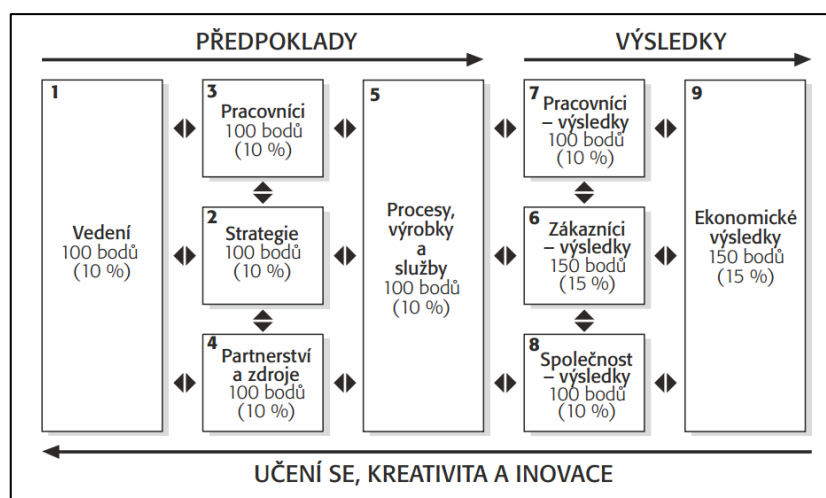 PŘEDPOKLADY
VÝSLEDKY
1
Vedení
100 bodů
(10 %)
3
Pracovníci
100 bodů
(10 %)
2
Strategie
100 bodů
(10 %)
4
Partnerství
a zdroje
100 bodů
(10 %)
5
Procesy,
výrobky
a
služby
100 bodů
(10 %)
7
Pracovníci
– výsledky
100 bodů
(10 %)
6
Zákazníci
– výsledky
150 bodů
(15 %)
8
Společnost
– výsledky
100 bodů
(10 %)
9
Ekonomické
výsledky
150 bodů
(15 %)
UČENÍ SE, KREATIVITA A INOVACE